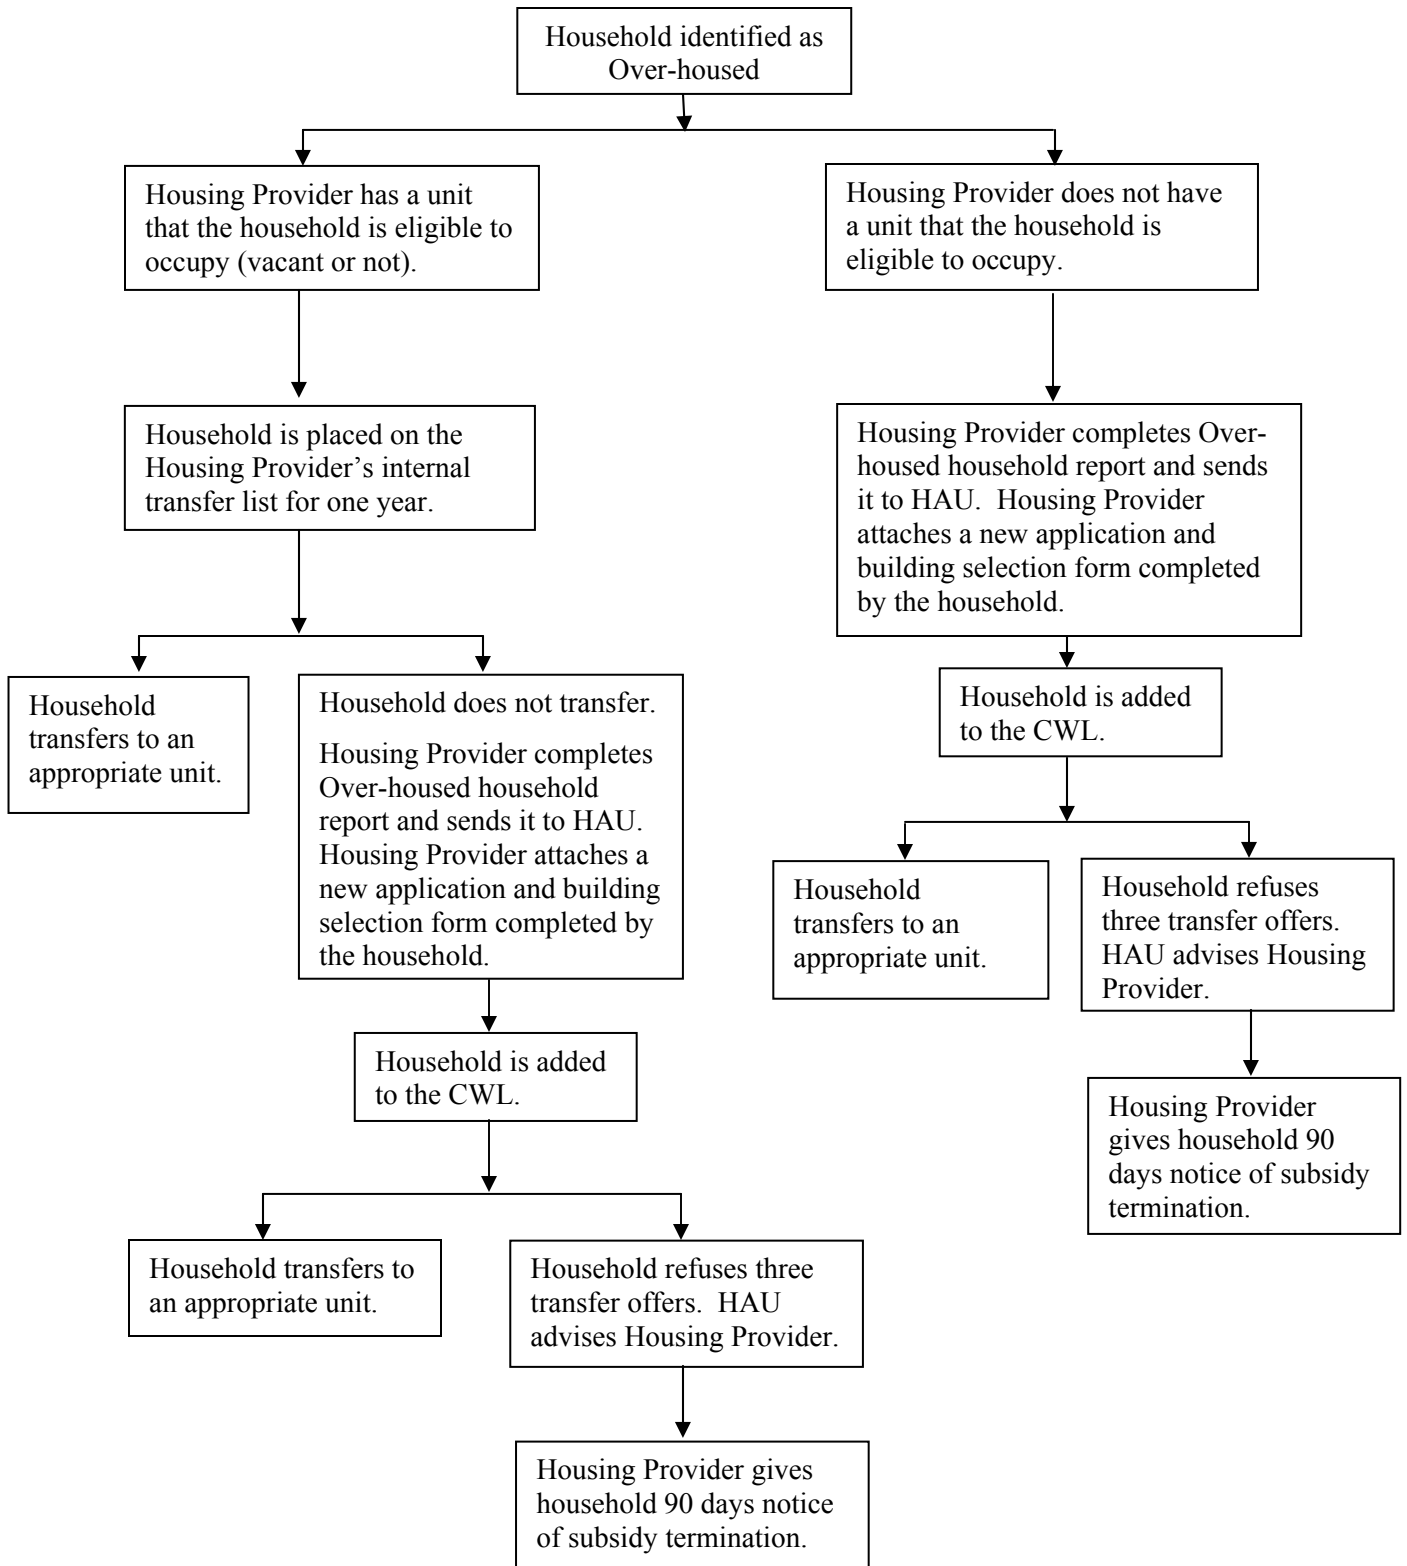 Household identified as
Over-housed
Housing Provider has a unit
that the household is eligible to
occupy (vacant or not).
Housing Provider does not have
a unit that the household is
eligible to occupy.
Household is placed on the
Housing Provider’s internal
transfer list for one year.
Housing Provider completes Over-
housed household report and sends
it to HAU.  Housing Provider
attaches a new application and
building selection form completed
by the household.
Household
transfers to an
appropriate unit.
Household does not transfer.
Housing Provider completes
Over-housed household
report and sends it to HAU.
Housing Provider attaches a
new application and building
selection form completed by
the household.
Household is added
to the CWL.
Household
transfers to an
appropriate unit.
Household refuses
three transfer offers.
HAU advises Housing
Provider.
Household is added
to the CWL.
Housing Provider
gives household 90
days notice of subsidy
termination.
Household transfers to
an appropriate unit.
Household refuses three
transfer offers.  HAU
advises Housing Provider.
Housing Provider gives
household 90 days notice
of subsidy termination.